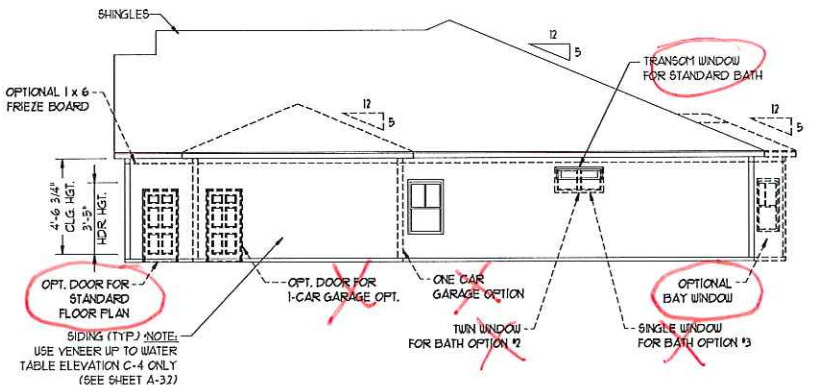 SHINGLES
12
5
TRANSOM WINDOW
FOR STANDARD BATH
OPTIONAL 1 x 6
FRIEZE BOARD
12
5
12
5
4'-6 3/4"
CLG. HGT.
3'-5"
HDR. HGT.
OPT. DOOR FOR
STANDARD
FLOOR PLAN
OPT. DOOR FOR
1-CAR GARAGE OPT.
ONE CAR
GARAGE OPTION
OPTIONAL
BAY WINDOW
TWIN WINDOW
FOR BATH OPTION #2
SINGLE WINDOW
FOR BATH OPTION #3
SIDING (TYP.) NOTE:
USE VENEER UP TO WATER
TABLE ELEVATION C-4 ONLY
(SEE SHEET A-3.2)